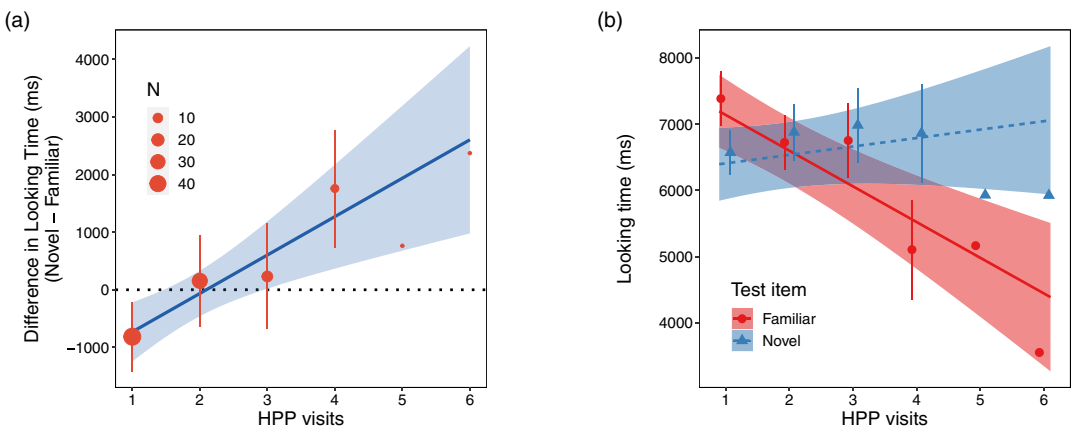 (a)
Difference in Looking Time (ms)
(Novel − Familiar)
4000
3000
2000
1000
0
−1000
N
10
20
30
40
1 2 3 4 5 6
HPP visits
(b)
Looking time (ms)
8000
7000
6000
5000
4000
Test item
Familiar
Novel
1 2 3 4 5 6
HPP visits